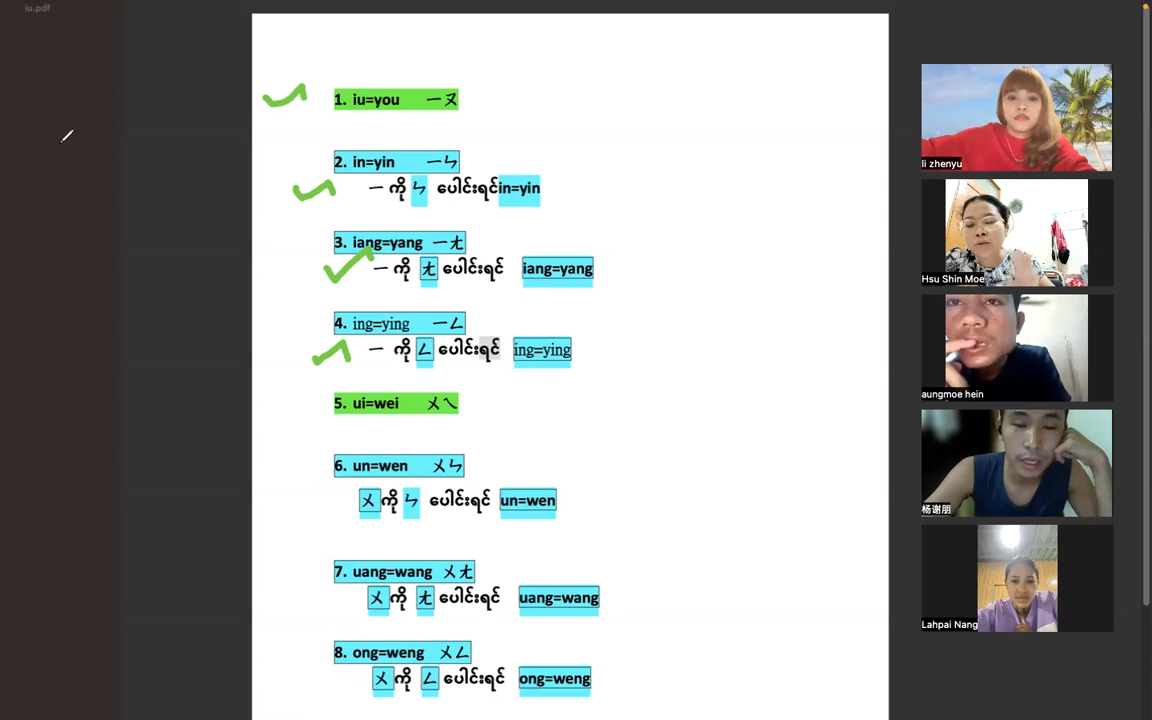 iu.pdf
1. iu=you ㄧㄡ
2. in=yin ㄧㄣ
ㄧ ကို ㄣ ပေါင်းရင်in=yin
3. iang=yang ㄧㄤ
ㄧ ကို ㄤ ပေါင်းရင် iang=yang
4. ing=ying ㄧㄥ
ㄧ ကို ㄥ ပေါင်းရင် ing=ying
5. ui=wei ㄨㄟ
6. un=wen ㄨㄣ
ㄨကို ㄣ ပေါင်းရင် un=wen
7. uang=wang ㄨㄤ
ㄨကို ㄤ ပေါင်းရင် uang=wang
8. ong=weng ㄨㄥ
ㄨကို ㄥ ပေါင်းရင် ong=weng
li zhenyu
Hsu Shin Moe
aungmoe hein
杨谢朋
Lahpai Nang